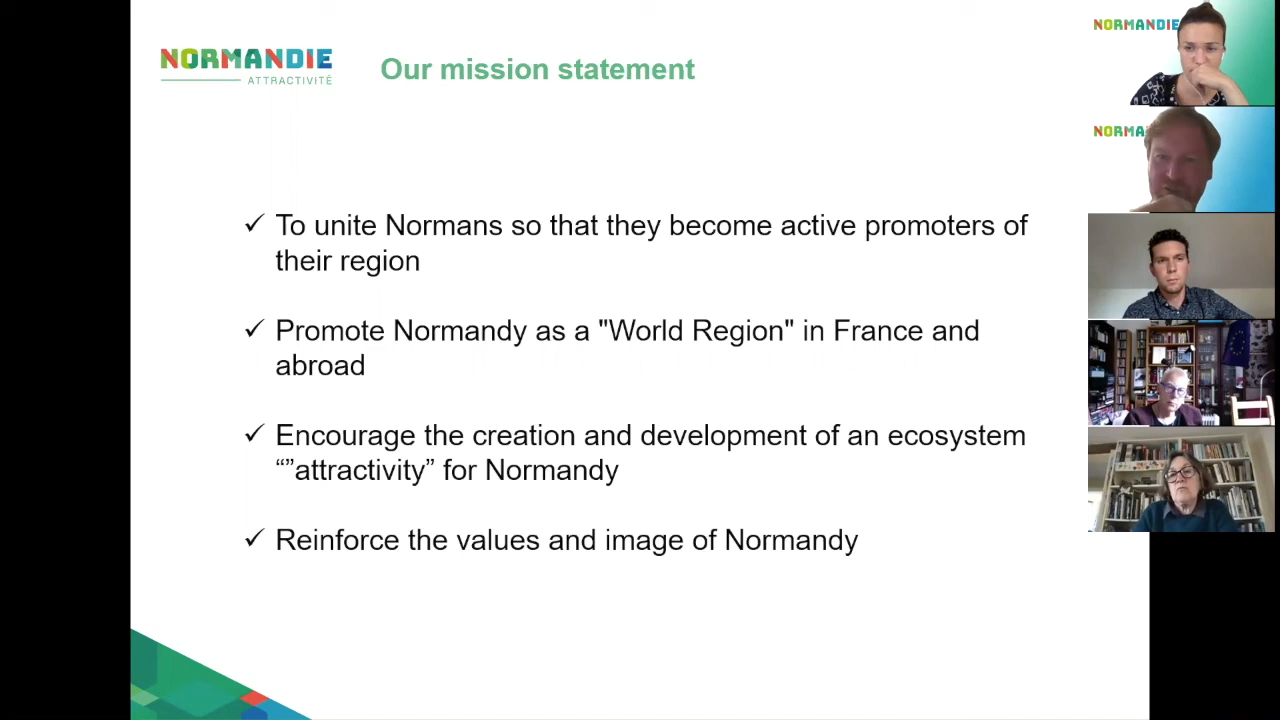 NORMANDIE
ATTRACTIVITÉ
Our mission statement
✓ To unite Normans so that they become active promoters of
their region
✓ Promote Normandy as a "World Region" in France and
abroad
✓ Encourage the creation and development of an ecosystem
“”attractivity” for Normandy
✓ Reinforce the values and image of Normandy
NORMANDIE
NORMA